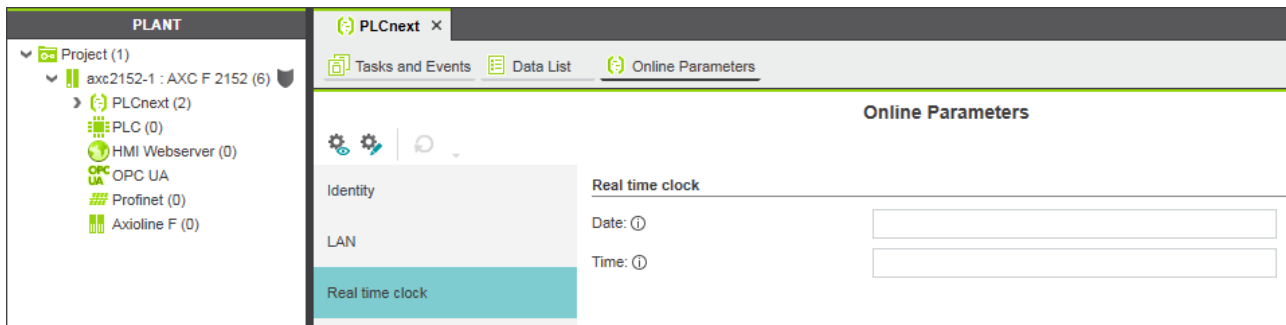 PLANT
Project (1)
axc2152-1 : AXC F 2152 (6)
PLCnext (2)
PLC (0)
HMI Webserver (0)
OPC UA OPC UA
Profinet (0)
Axioline F (0)
PLCnext ×
Tasks and Events Data List Online Parameters
Online Parameters
Identity
LAN
Real time clock
Real time clock
Date:
Time: